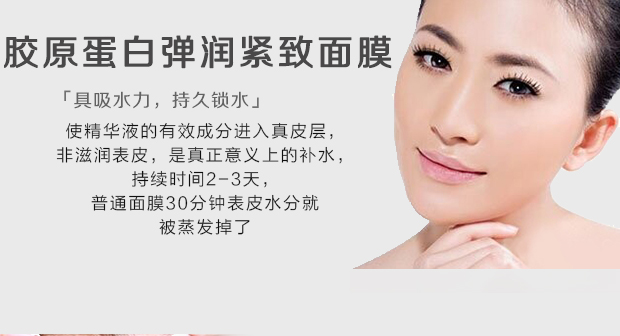 胶原蛋白弹润紧致面膜
「具吸水力，持久锁水」
使精华液的有效成分进入真皮层，
非滋润表皮，是真正意义上的补水，
持续时间2-3天，
普通面膜30分钟表皮水分就
被蒸发掉了